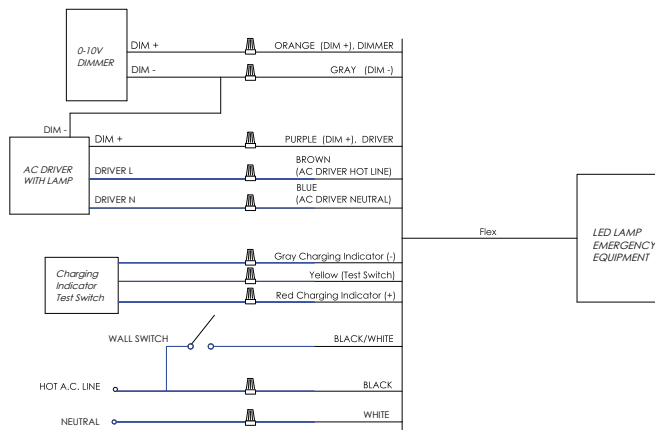 0-10V
DIMMER
DIM +
ORANGE (DIM +), DIMMER
DIM -
GRAY (DIM -)
DIM -
DIM +
PURPLE (DIM +), DRIVER
AC DRIVER
WITH LAMP
DRIVER L
BROWN
(AC DRIVER HOT LINE)
DRIVER N
BLUE
(AC DRIVER NEUTRAL)
Flex
LED LAMP
EMERGENCY
EQUIPMENT
Charging
Indicator
Test Switch
Gray Charging Indicator (-)
Yellow (Test Switch)
Red Charging Indicator (+)
WALL SWITCH
BLACK/WHITE
HOT A.C. LINE
BLACK
NEUTRAL
WHITE